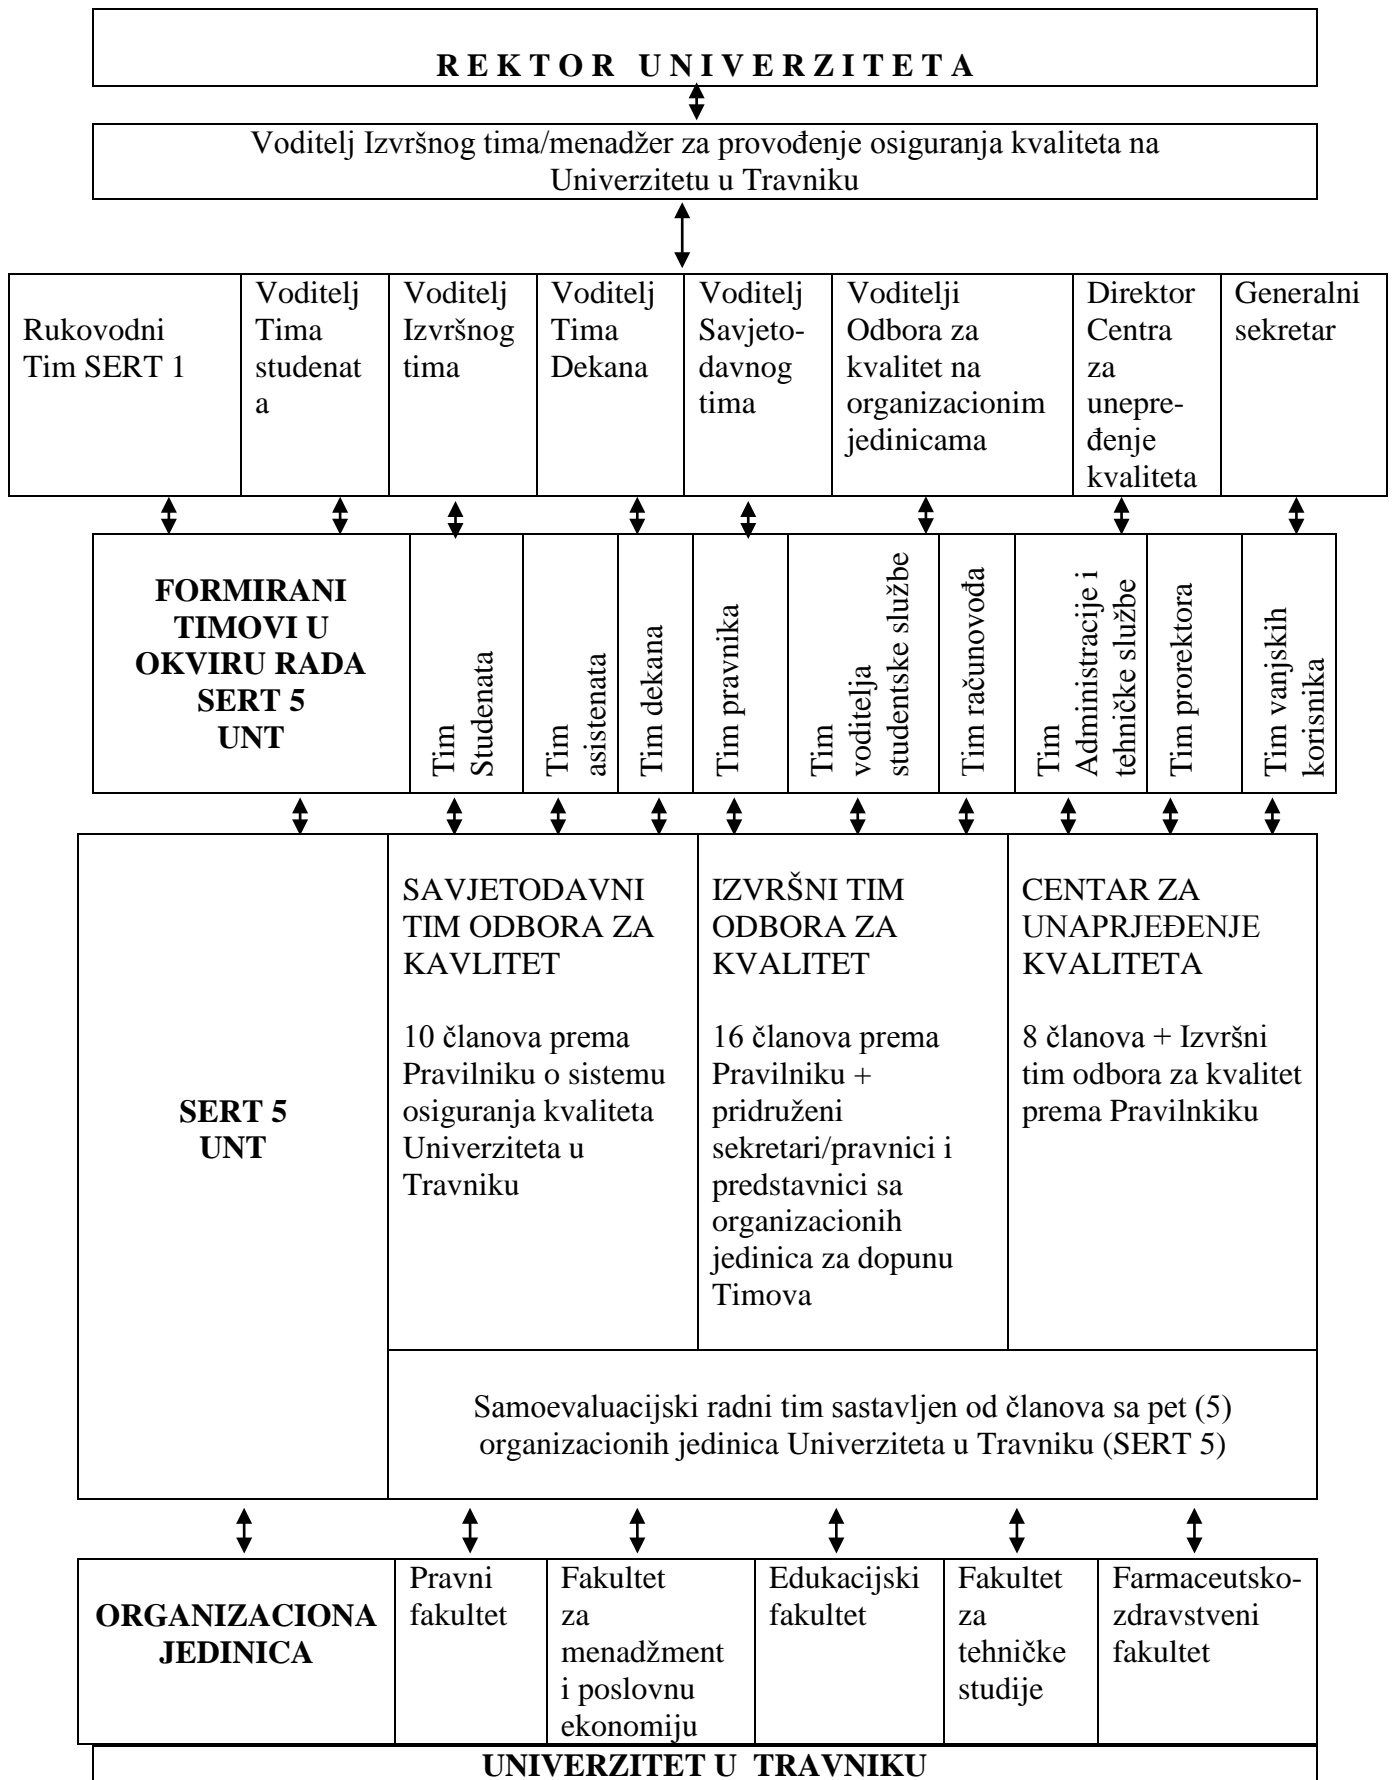 R E K T O R U N I V E R Z I T E T A
Voditelj Izvršnog tima/menadžer za provođenje osiguranja kvaliteta na
Univerzitetu u Travniku
Rukovodni
Tim SERT 1
Voditelj
Tima
studenat
a
Voditelj
Izvršnog
tima
Voditelj
Tima
Dekana
Voditelj
Savjeto-
davnog
tima
Voditelji
Odbora za
kvalitet na
organizacionim
jedinicama
Direktor
Centra
za
unepre-
đenje
kvaliteta
Generalni
sekretar
FORMIRANI
TIMOVI U
OKVIRU RADA
SERT 5
UNT
Tim
Studenata
Tim
asistenata
Tim dekana
Tim pravnika
Tim
voditelja
studentske službe
Tim računovođa
Tim
Administracije i
tehničke službe
Tim prorektora
Tim vanjskih
korisnika
SERT 5
UNT
SAVJETODAVNI
TIM ODBORA ZA
KAVLITET
10 članova prema
Pravilniku o sistemu
osiguranja kvaliteta
Univerziteta u
Travniku
IZVRŠNI TIM
ODBORA ZA
KVALITET
16 članova prema
Pravilniku +
pridruženi
sekretari/pravnici i
predstavnici sa
organizacionih
jedinica za dopunu
Timova
CENTAR ZA
UNAPRJEĐENJE
KVALITETA
8 članova + Izvršni
tim odbora za kvalitet
prema Pravilnkiku
Samoevaluacijski radni tim sastavljen od članova sa pet (5)
organizacionih jedinica Univerziteta u Travniku (SERT 5)
ORGANIZACIONA
JEDINICA
Pravni
fakultet
Fakultet
za
menadžment
i poslovnu
ekonomiju
Edukacijski
fakultet
Fakultet
za
tehničke
studije
Farmaceutsko-
zdravstveni
fakultet
UNIVERZITET U TRAVNIKU